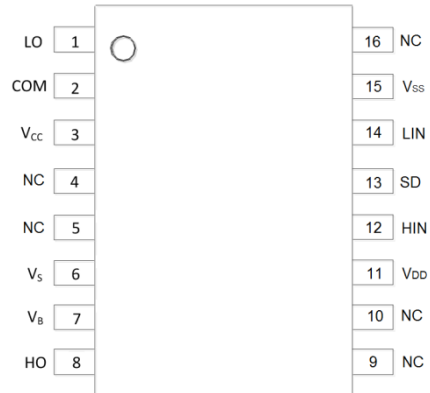 LO 1 16 NC
COM 2 15 VSS
VCC 3 14 LIN
NC 4 13 SD
NC 5 12 HIN
VS 6 11 VDD
VB 7 10 NC
HO 8 9 NC